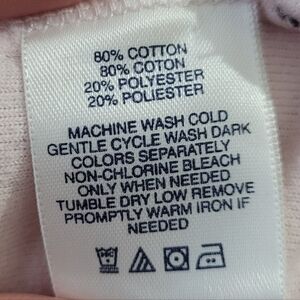 80% COTTON
80% COTON
20% POLYESTER
20% POLIESTER
MACHINE WASH COLD
GENTLE CYCLE WASH DARK
COLORS SEPARATELY
NON-CHLORINE BLEACH
ONLY WHEN NEEDED
TUMBLE DRY LOW REMOVE
PROMPTLY WARM IRON IF
NEEDED